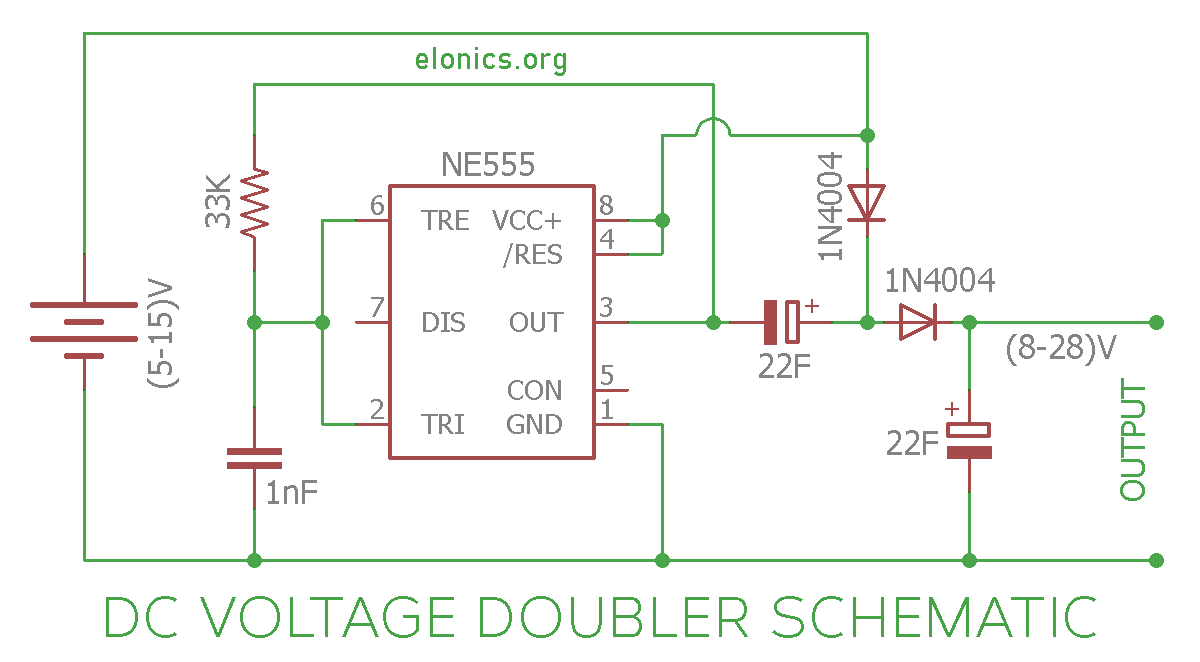 elonics.org
NE555
33K
6
TRE
VCC+
8
/RES
4
7
DIS
OUT
3
CON
5
2
TRI
GND
1
(5-15)V
1nF
1N4004
1N4004
+
22F
(8-28)V
+
22F
OUTPUT
DC VOLTAGE DOUBLER SCHEMATIC